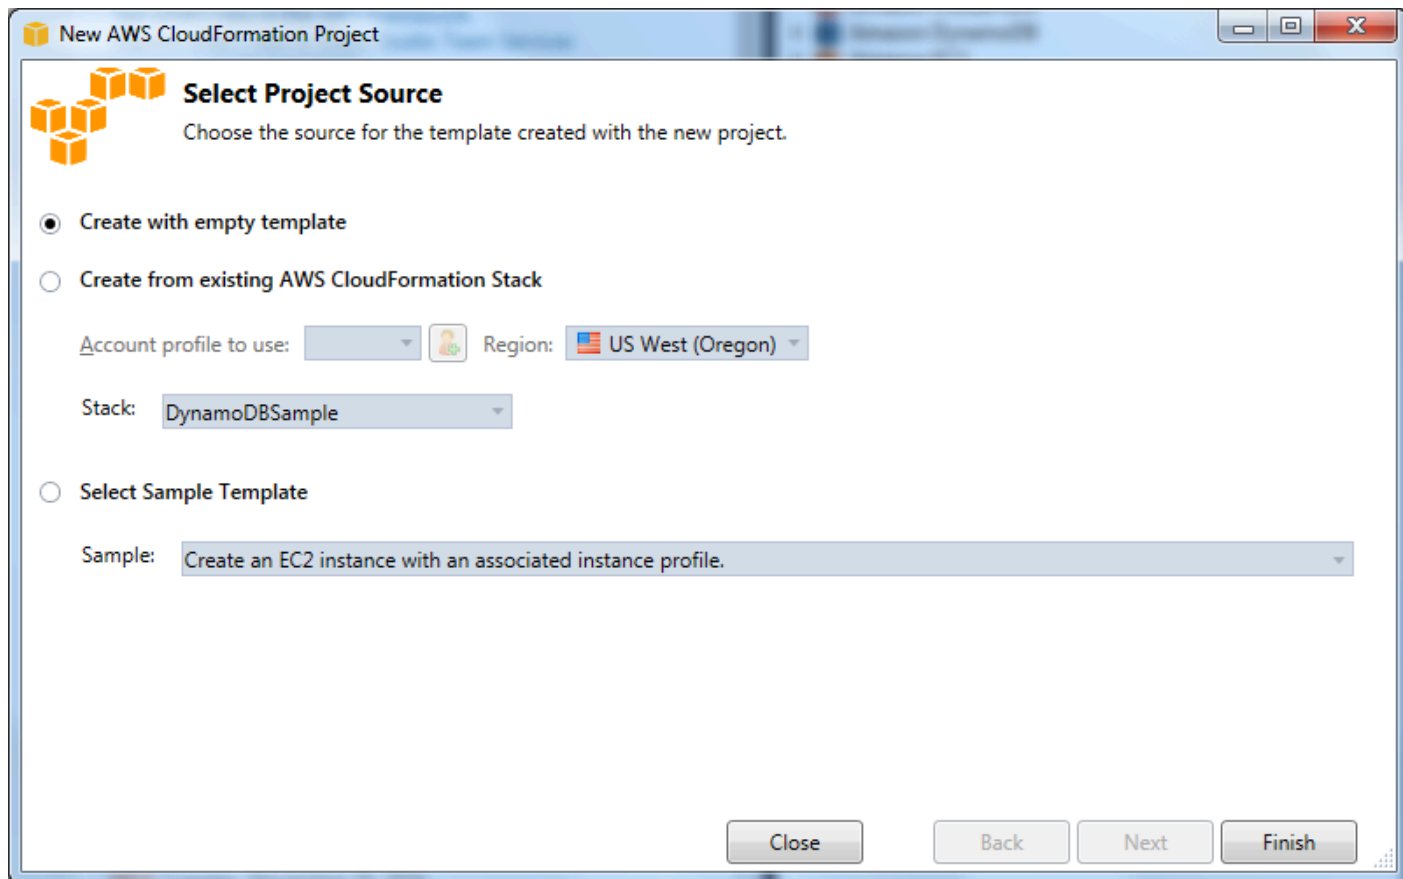 New AWS CloudFormation Project
Select Project Source
Choose the source for the template created with the new project.
Create with empty template
Create from existing AWS CloudFormation Stack
Account profile to use: Region: US West (Oregon)
Stack: DynamoDBSample
Select Sample Template
Sample: Create an EC2 instance with an associated instance profile.
Close Back Next Finish